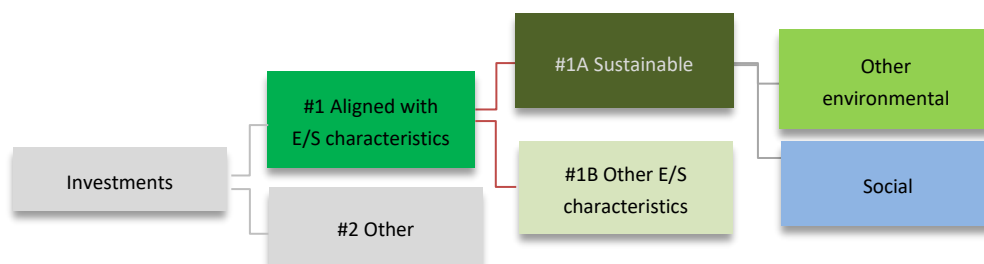 Investments
#1 Aligned with
E/S characteristics
#2 Other
#1A Sustainable
#1B Other E/S
characteristics
Other
environmental
Social